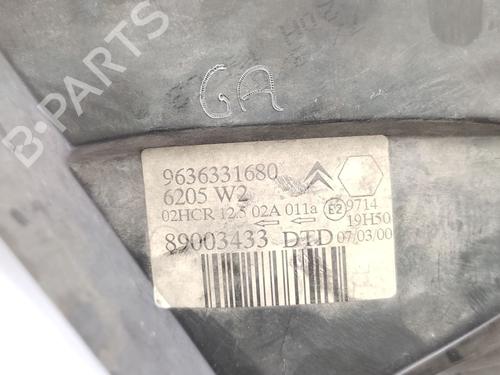 B-PARTS
GA
9636331680
6205 W2
02HCR 12.5 02A 011a E2 9714
19H50
89003433 DTD 07/03/00